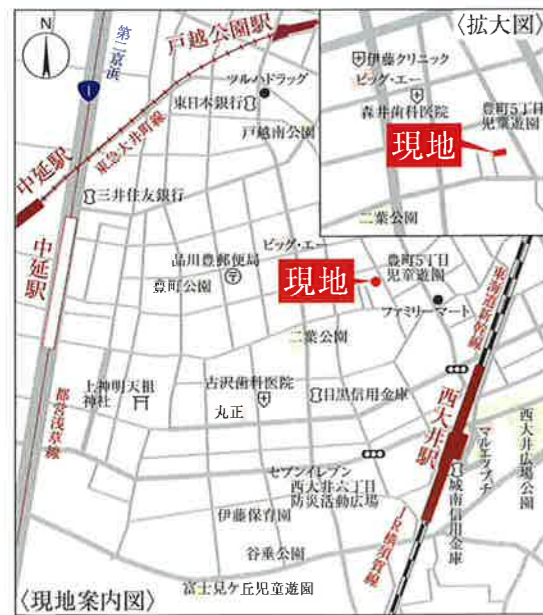 〈拡大図〉
伊藤クリニック
ビッグ・エー
森井歯科医院
豊町5丁目
児童遊園
現地
二葉公園
N
第二京浜
1
戸越公園駅
ツルハドラッグ
東日本銀行
戸越南公園
東急大井町線
中延駅
三井住友銀行
中延駅
ビッグ・エー
品川豊郵便局
豊町公園
現地
豊町5丁目
児童遊園
ファミリーマート
東海道新幹線
二葉公園
上神明天祖
神社
古沢歯科医院
丸正
目黒信用金庫
西大井駅
都営浅草線
マルエツプチ
西大井広場公園
セブンイレブン
西大井六丁目
防災活動広場
城南信用金庫
伊藤保育園
JR横須賀線
谷垂公園
富士見ケ丘児童遊園
〈現地案内図〉